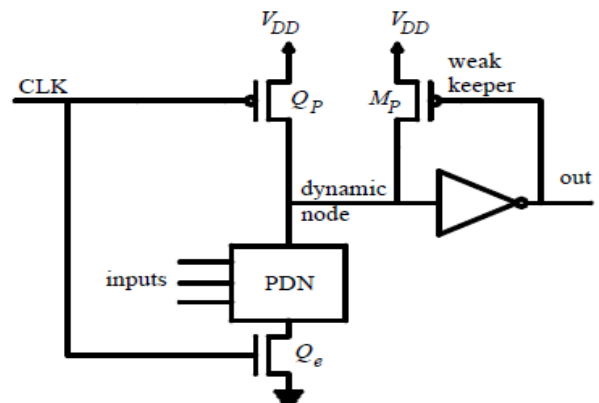 V_DD V_DD
weak
keeper
CLK
Q_P
M_P
dynamic
node
out
inputs
PDN
Q_e